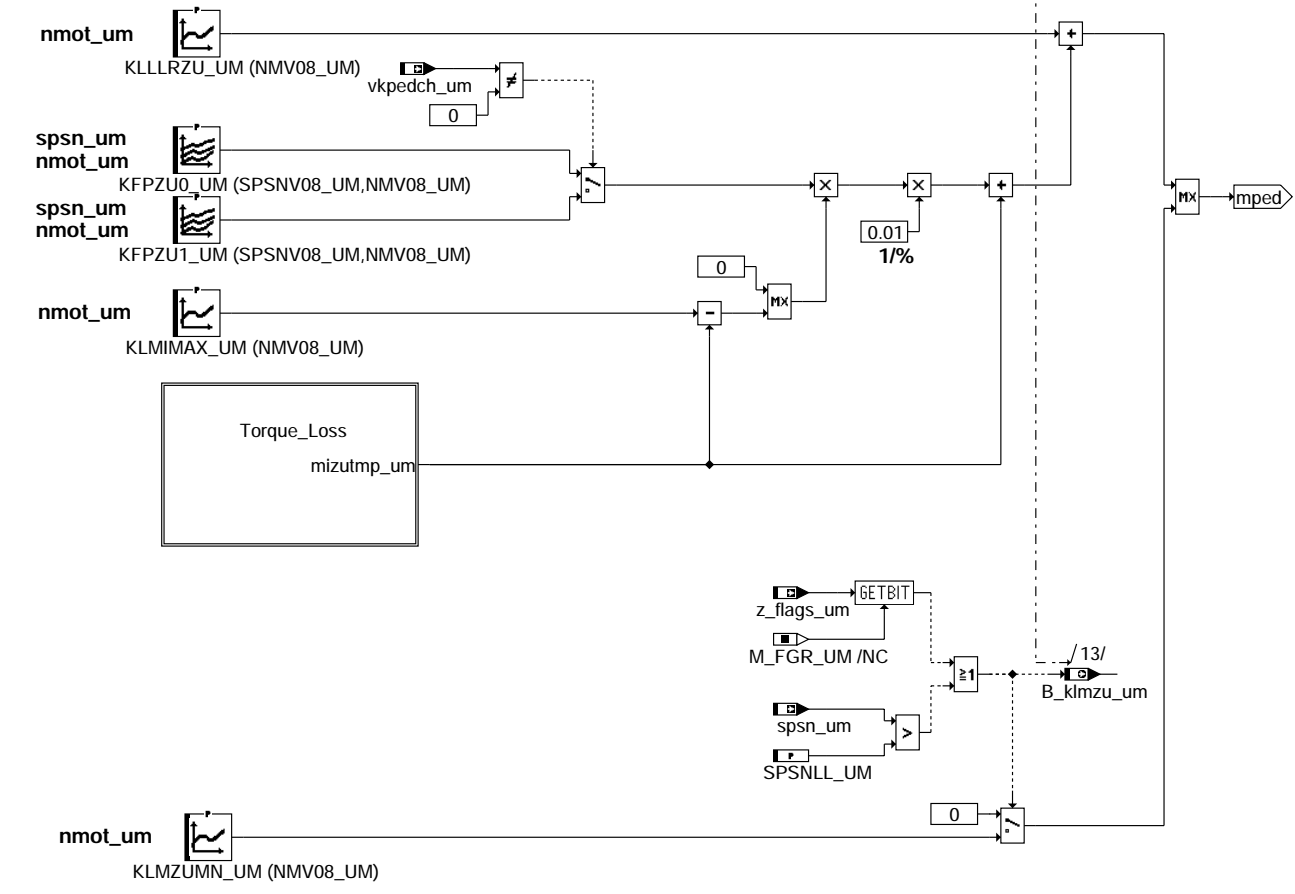 nmot_um
P
KLLLRZU_UM (NMV08_UM)
+
vkpedch_um
≠
0
spsn_um
nmot_um
P
KFPZU0_UM (SPSNV08_UM,NMV08_UM)
spsn_um
nmot_um
P
KFPZU1_UM (SPSNV08_UM,NMV08_UM)
×
×
+
0.01
1/%
MX
mped
0
MX
nmot_um
P
KLMIMAX_UM (NMV08_UM)
-
Torque_Loss
mizutmp_um
z_flags_um
GETBIT
M_FGR_UM /NC
≧1
/13/
B_klmzu_um
spsn_um
>
P
SPSNLL_UM
0
nmot_um
P
KLMZUMN_UM (NMV08_UM)